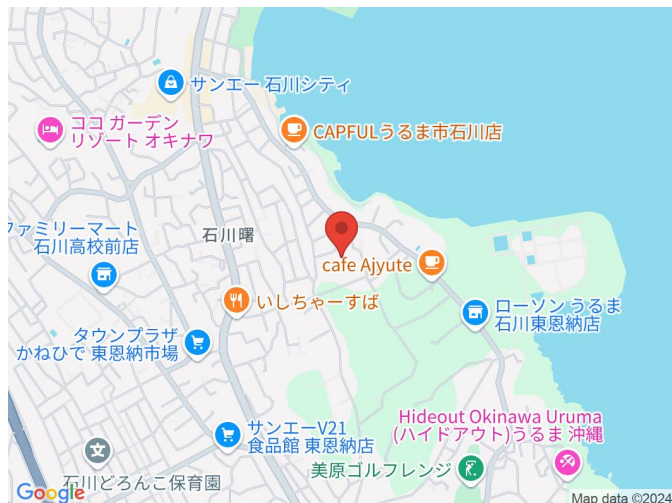 サンエー 石川シティ
ココ ガーデン
リゾート オキナワ
CAPFULうるま市石川店
ファミリーマート
石川高校前店
石川曙
cafe Ajyute
いしちゃーすば
ローソン うるま
石川東恩納店
タウンプラザ
かねひで 東恩納市場
サンエーV21
食品館 東恩納店
Hideout Okinawa Uruma
(ハイドアウト)うるま 沖縄
美原ゴルフレンジ
石川どろんこ保育園
Google
Map data ©2024